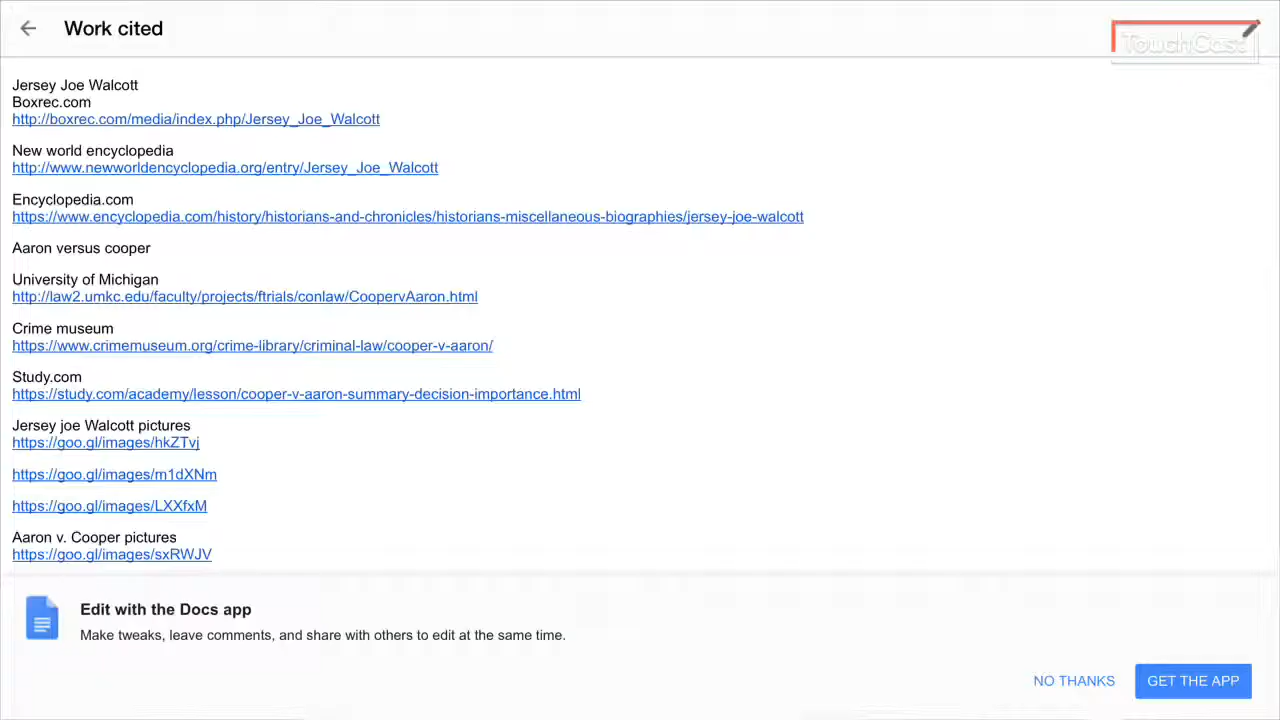 Work cited
TouchCast
Jersey Joe Walcott
Boxrec.com
http://boxrec.com/media/index.php/Jersey_Joe_Walcott
New world encyclopedia
http://www.newworldencyclopedia.org/entry/Jersey_Joe_Walcott
Encyclopedia.com
https://www.encyclopedia.com/history/historians-and-chronicles/historians-miscellaneous-biographies/jersey-joe-walcott
Aaron versus cooper
University of Michigan
http://law2.umkc.edu/faculty/projects/ftrials/conlaw/CoopervAaron.html
Crime museum
https://www.crimemuseum.org/crime-library/criminal-law/cooper-v-aaron/
Study.com
https://study.com/academy/lesson/cooper-v-aaron-summary-decision-importance.html
Jersey joe Walcott pictures
https://goo.gl/images/hkZTvj
https://goo.gl/images/m1dXNm
https://goo.gl/images/LXXfxM
Aaron v. Cooper pictures
https://goo.gl/images/sxRWJV
Edit with the Docs app
Make tweaks, leave comments, and share with others to edit at the same time.
NO THANKS
GET THE APP